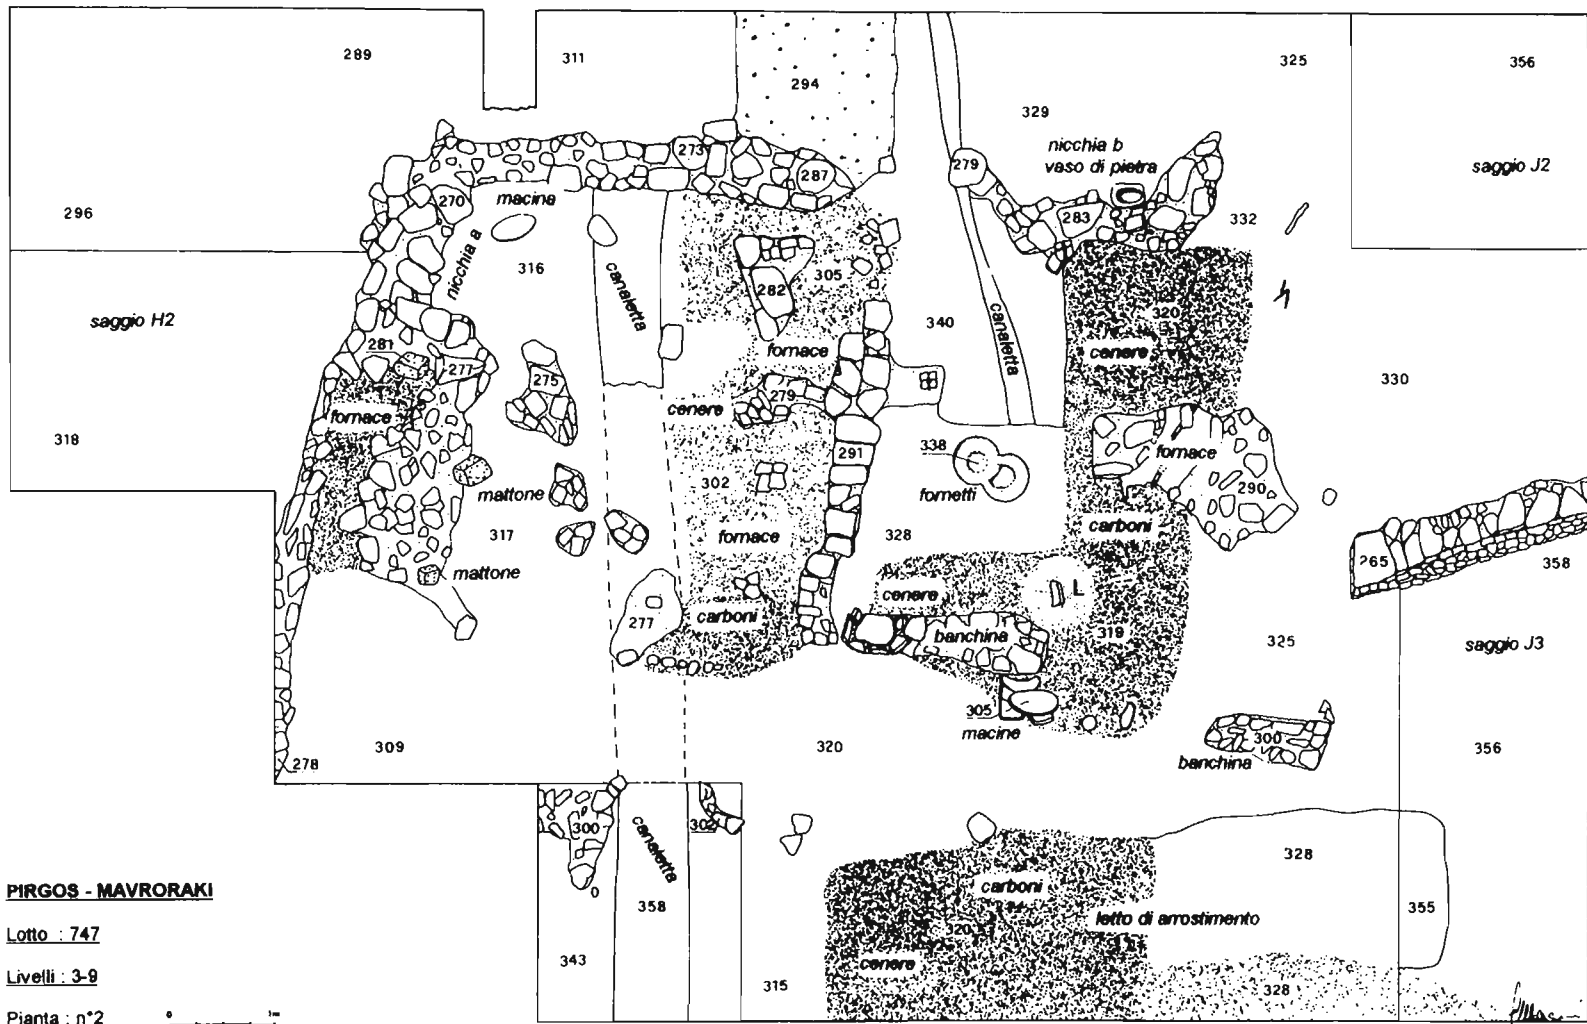 289
311
294
325
356
329
nicchia b
vaso di pietra
saggio J2
273
279
287
270
macina
283
296
332
nicchia a
316
canaletta
305
282
320
saggio H2
340
canaletta
cenere
fornace
281
277
275
330
279
cenere
fornace
318
338
291
fornace
302
290
mattone
fornetti
carboni
317
fornace
328
265
358
mattone
cenere
L
277
carboni
banchina
319
325
saggio J3
305
macine
300
309
320
356
278
banchina
300
302
canaletta
328
PIRGOS - MAVRORAKI
carboni
358
355
letto di arrostimento
Lotto : 747
320
343
cenere
Livelli : 3-9
315
328
Pianta : n°2
0
1m